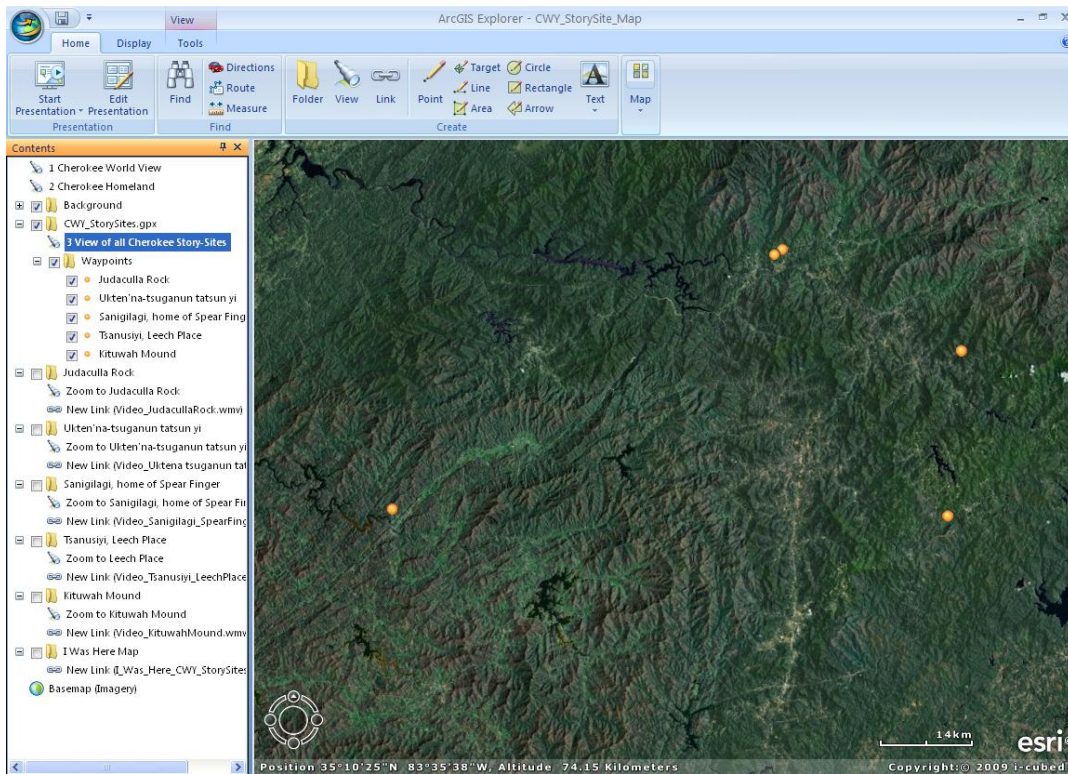 View
ArcGIS Explorer - CWY_StorySite_Map
Home Display Tools
Start Presentation
Edit Presentation
Find
Directions
Route
Measure
Folder View Link
Point
Target
Line
Area
Circle
Rectangle
Arrow
Text
Map
Presentation Find Create
Contents
1 Cherokee World View
2 Cherokee Homeland
Background
CWY_StorySites.gpx
3 View of all Cherokee Story-Sites
Waypoints
Judaculla Rock
Ukten'na-tsuganun tatsun yi
Sanigilagi, home of Spear Fing
Tsanusiyi, Leech Place
Kituwah Mound
Judaculla Rock
Zoom to Judaculla Rock
New Link (Video_JudacullaRock.wmv)
Ukten'na-tsuganun tatsun yi
Zoom to Ukten'na-tsuganun tatsun yi
New Link (Video_Uktena tsuganun tat
Sanigilagi, home of Spear Finger
Zoom to Sanigilagi, home of Spear Fin
New Link (Video_Sanigilagi_SpearFing
Tsanusiyi, Leech Place
Zoom to Leech Place
New Link (Video_Tsanusiyi_LeechPlace
Kituwah Mound
Zoom to Kituwah Mound
New Link (Video_KituwahMound.wmv
I Was Here Map
New Link (I_Was_Here_CWY_StorySites
Basemap (Imagery)
14km
esri
Position 35°10'25"N 83°35'38"W, Altitude 74.15 Kilometers
Copyright:© 2009 i-cubed